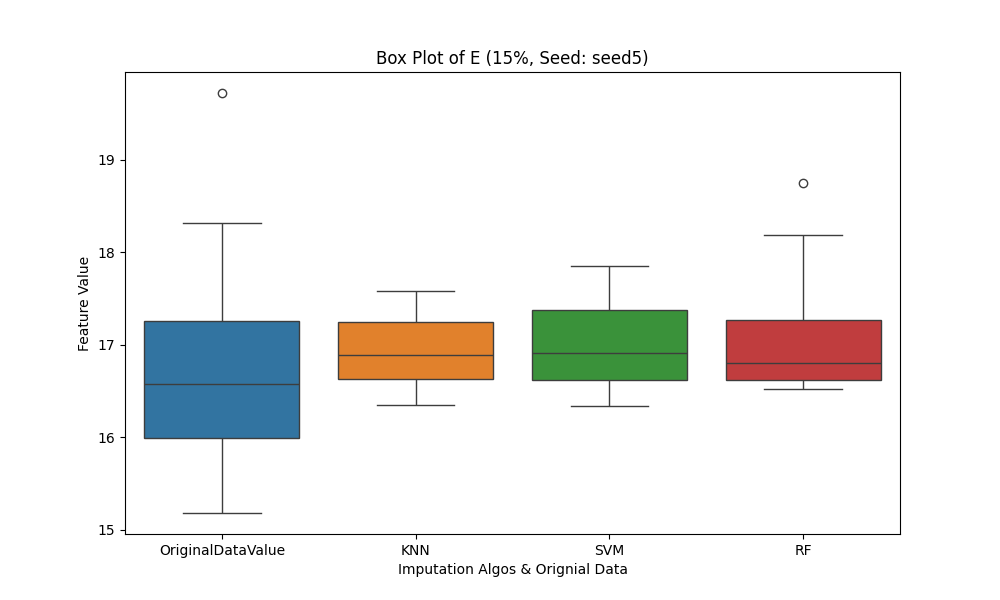 Box Plot of E (15%, Seed: seed5)
Feature Value
19
18
17
16
15
OriginalDataValue KNN SVM RF
Imputation Algos & Orignial Data